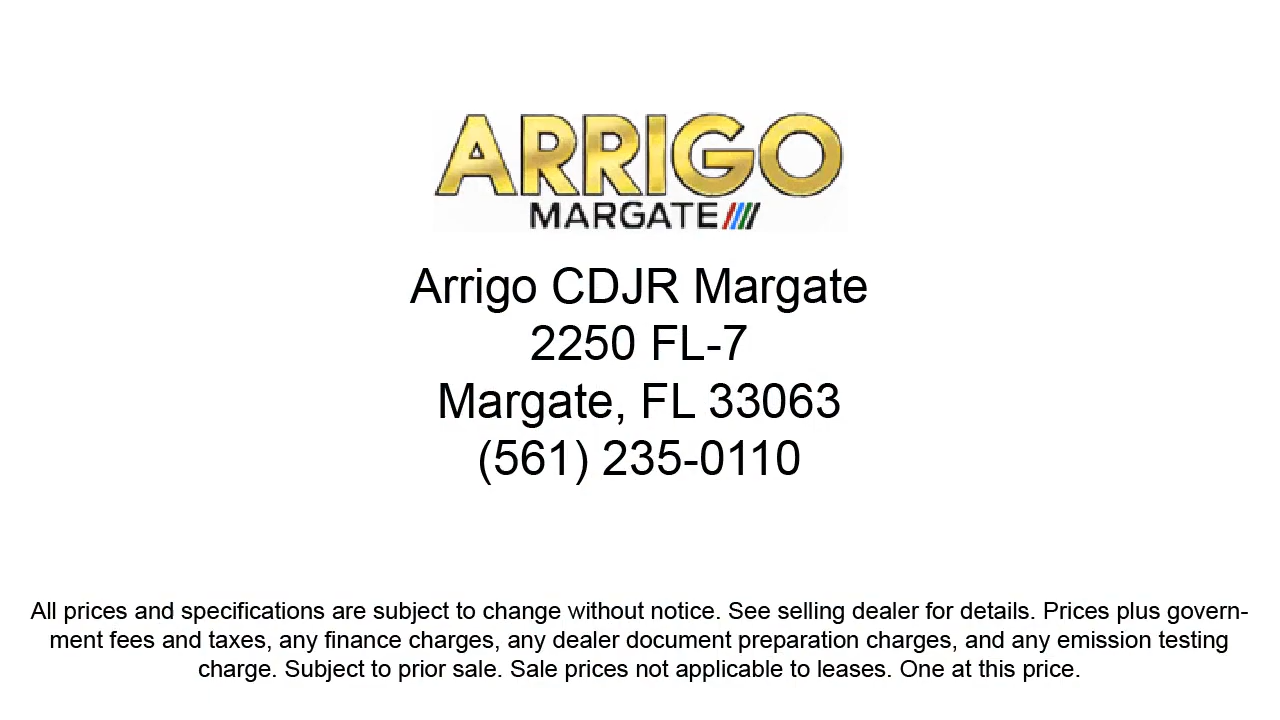 ARRIGO
MARGATE
Arrigo CDJR Margate
2250 FL-7
Margate, FL 33063
(561) 235-0110
All prices and specifications are subject to change without notice. See selling dealer for details. Prices plus govern-
ment fees and taxes, any finance charges, any dealer document preparation charges, and any emission testing
charge. Subject to prior sale. Sale prices not applicable to leases. One at this price.